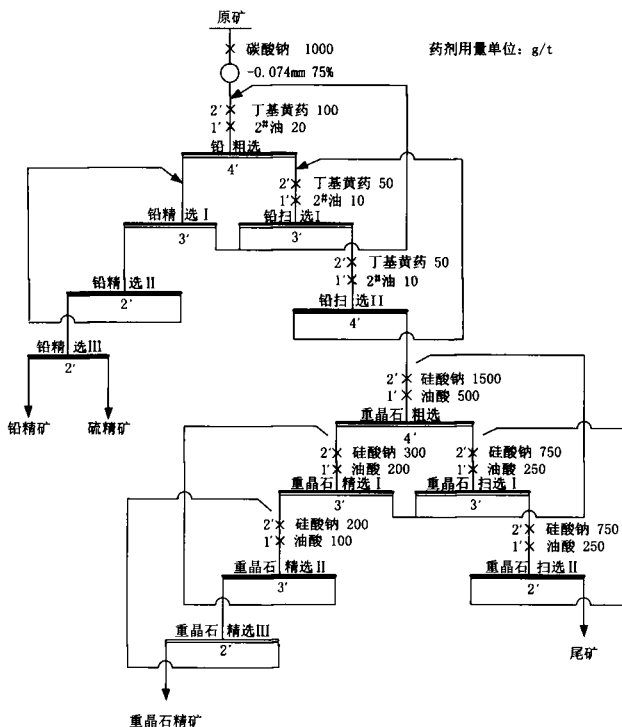 原矿
碳酸钠 1000
药剂用量单位: g/t
-0.074mm 75%
2′ 丁基黄药 100
1′ 2#油 20
铅 粗选
4′
2′ 丁基黄药 50
1′ 2#油 10
铅精 选Ⅰ
铅扫 选Ⅰ
3′
3′
2′ 丁基黄药 50
1′ 2#油 10
铅精 选II
2′
铅扫 选II
4′
铅精 选III
2′
铅精矿
硫精矿
2′ 硅酸钠 1500
1′ 油酸 500
重晶石 粗选
4′
2′ 硅酸钠 300
1′ 油酸 200
2′ 硅酸钠 750
1′ 油酸 250
重晶石 精选Ⅰ
重晶石 扫选Ⅰ
3′
3′
2′ 硅酸钠 200
1′ 油酸 100
2′ 硅酸钠 750
1′ 油酸 250
重晶石 精选II
3′
重晶石 扫选II
2′
重晶石 精选III
2′
尾矿
重晶石精矿